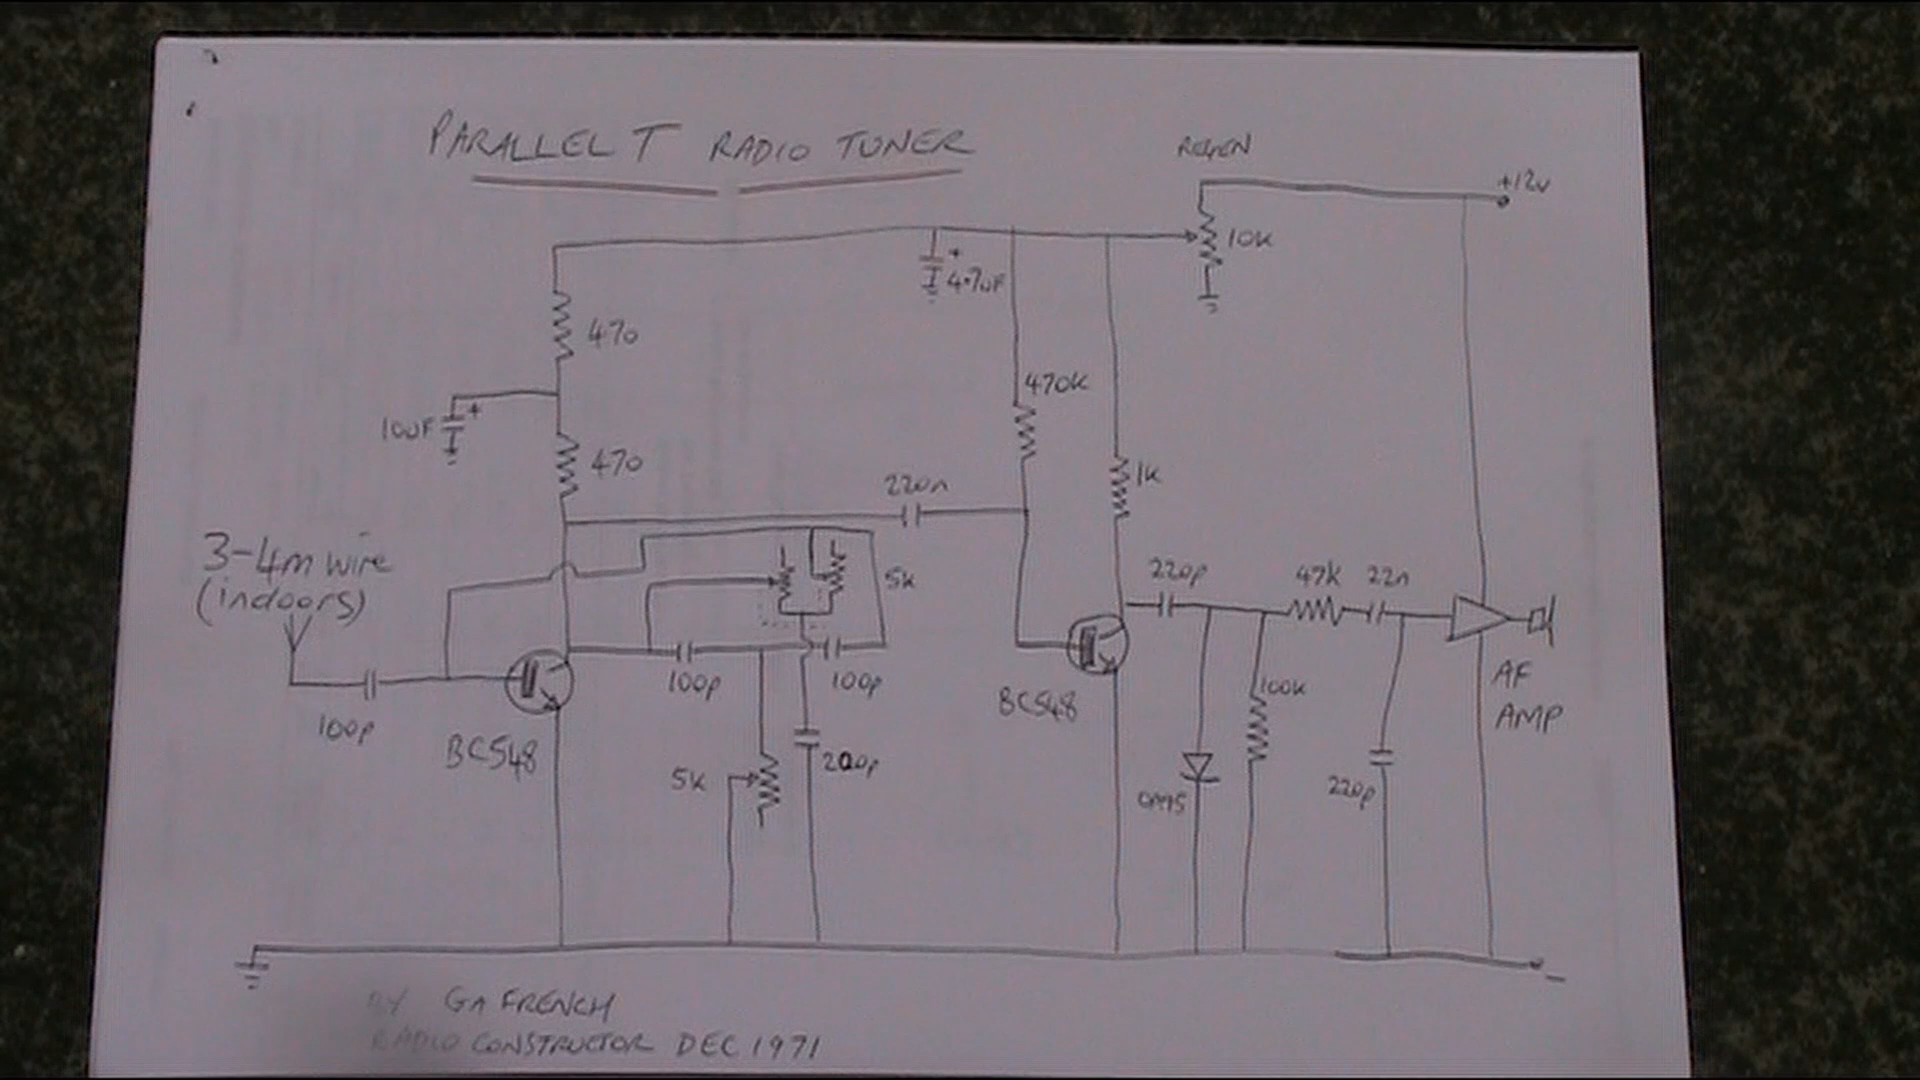 PARALLEL T RADIO TUNER
REGEN
+12v
10k
+
4.7uF
470
470k
+
10uF
470
1k
220n
3-4m wire
(indoors)
5k
220p
47k
22n
100p
100p
100p
BC548
BC548
100k
AF
AMP
5k
200p
220p
OA95
-
BY GA FRENCH
RADIO CONSTRUCTOR DEC 1971